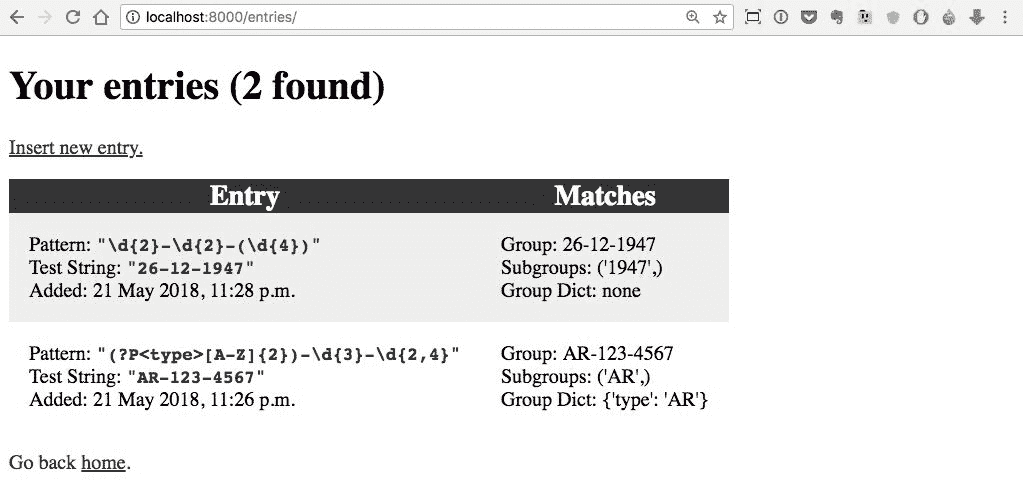 localhost:8000/entries/
Your entries (2 found)
Insert new entry.
Entry Matches
Pattern: "\d{2}-\d{2}-(\d{4})" Group: 26-12-1947
Test String: "26-12-1947" Subgroups: ('1947',)
Added: 21 May 2018, 11:28 p.m. Group Dict: none
Pattern: "(?P<type>[A-Z]{2})-\d{3}-\d{2,4}" Group: AR-123-4567
Test String: "AR-123-4567" Subgroups: ('AR',)
Added: 21 May 2018, 11:26 p.m. Group Dict: {'type': 'AR'}
Go back home.